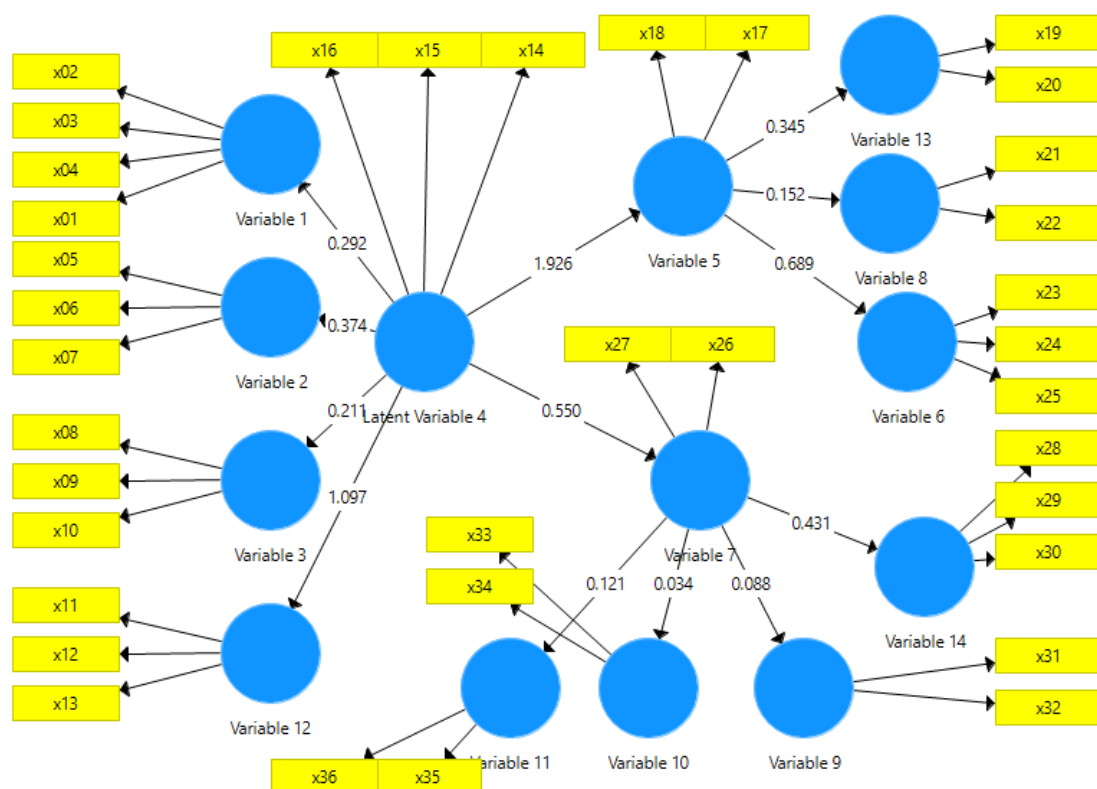 x16 x15 x14
x18 x17
x19
x20
x02
x03
x04
x01
Variable 1
0.345
Variable 13
x21
x22
0.152
Variable 8
x05
x06
x07
0.292
Variable 2
0.374
Latent Variable 4
1.926
Variable 5
0.689
x23
x24
x25
Variable 6
x27 x26
0.211
0.550
x08
x09
x10
Variable 3
1.097
x28
x29
x30
0.431
Variable 7
Variable 14
x33
x34
0.121
0.034
0.088
x11
x12
x13
Variable 12
x31
x32
Variable 11
Variable 10
Variable 9
x36 x35